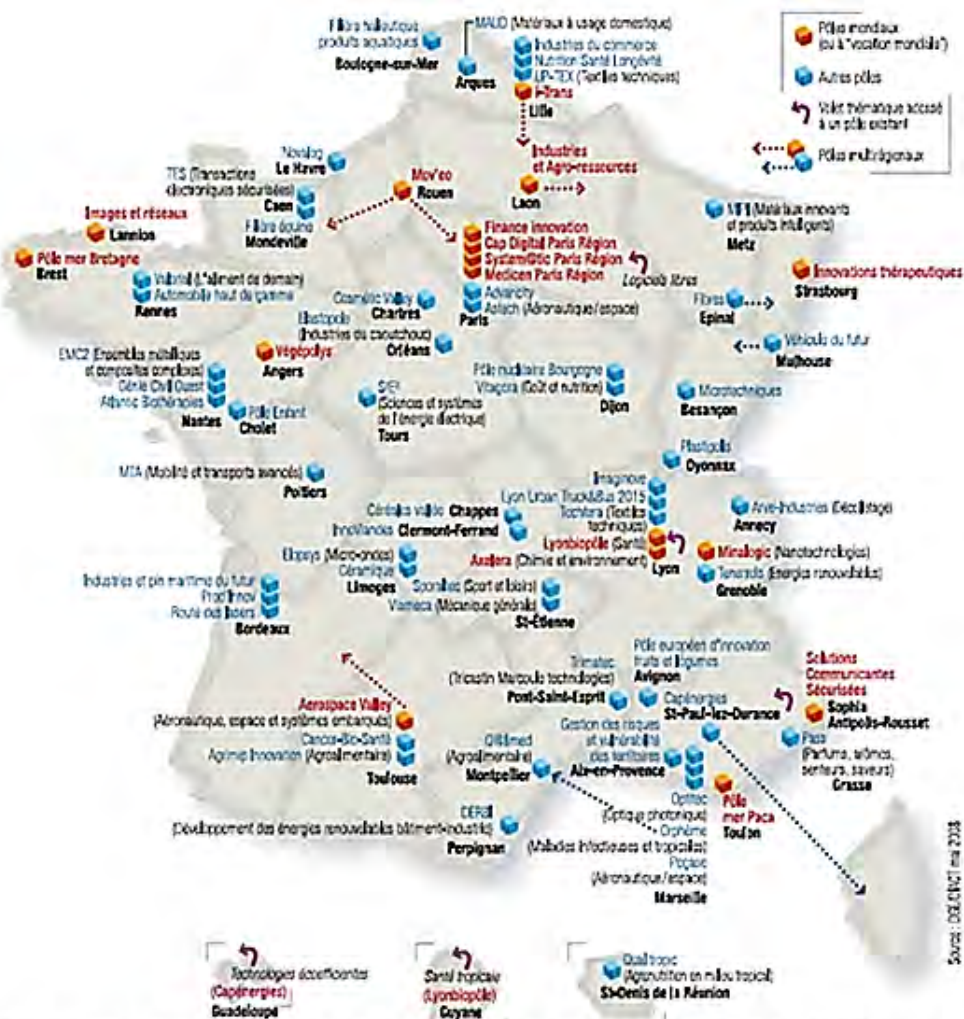 Filière halieutique
produits aquatiques
Boulogne-sur-Mer
MAUD (Matériaux à usage domestique)
Arques
Industries du commerce
Nutrition Santé Longévité
UP-TEX (Textiles techniques)
I-Trans
Lille
Pôles mondiaux
(ou à "vocation mondiale")
Autres pôles
Volet thématique adossé
à un pôle existant
Pôles multirégionaux
Novalog
Le Havre
Mov'eo
Rouen
Industries
et Agro-ressources
Laon
TES (Transactions
électroniques sécurisées)
Caen
Filière équine
Mondeville
Images et réseaux
Lannion
Pôle mer Bretagne
Brest
Valorial (L'aliment de demain)
Automobile haut de gamme
Rennes
Finance innovation
Cap Digital Paris Région
System@tic Paris Région
Medicen Paris Région
Logiciels libres
Advancity
Astech (Aéronautique/espace)
Paris
(Matériaux innovants
et produits intelligents)
Metz
Innovations thérapeutiques
Strasbourg
Fibres
Epinal
Véhicule du futur
Mulhouse
Cosmetic Valley
Chartres
Elastopole
(Industries du caoutchouc)
Orléans
Végépolys
Angers
EMC2 (Ensembles métalliques
et composites complexes)
Génie Civil Ouest
Atlantic Biothérapies
Nantes
Pôle Enfant
Cholet
(Sciences et systèmes
de l'énergie électrique)
Tours
Pôle nucléaire Bourgogne
Vitagora (Goût et nutrition)
Dijon
Microtechniques
Besançon
Plastipolis
Oyonnax
MTA (Mobilité et transports avancés)
Poitiers
Céréales Vallée Chappes
InnoViandes Clermont-Ferrand
Imaginove
Lyon Urban Truck&Bus 2015
Techtera (Textiles
techniques)
Lyonbiopôle (Santé)
Axelera (Chimie et environnement)
Lyon
Arve-Industries (Décolletage)
Annecy
Minalogic (Nanotechnologies)
Tenerrdis (Énergies renouvelables)
Grenoble
Elopsys (Micro-ondes)
Céramique
Limoges
Sporaltec (Sport et loisirs)
Viameca (Mécanique générale)
St-Étienne
Industries et pin maritime du futur
Prod'Innov
Route des lasers
Bordeaux
Aerospace Valley
(Aéronautique, espace et systèmes embarqués)
Cancer-Bio-Santé
Agrimip Innovation (Agroalimentaire)
Toulouse
Trimatec
(Tricastin Marcoule technologies)
Pont-Saint-Esprit
Pôle européen d'innovation
fruits et légumes
Avignon
Capénergies
St-Paul-lez-Durance
Solutions
Communicantes
Sécurisées
Sophia
Antipolis-Rousset
Pass
(Parfums, arômes,
senteurs, saveurs)
Grasse
Gestion des risques
et vulnérabilité
des territoires
Aix-en-Provence
Qali med
(Agroalimentaire)
Montpellier
DERBI
(Développement des énergies renouvelables bâtiment-industrie)
Perpignan
Optitec
(Optique photonique)
Orphème
(Maladies infectieuses et tropicales)
Pégase
(Aéronautique/espace)
Marseille
Pôle
mer Paca
Toulon
Technologies écoefficientes
(Capénergies)
Guadeloupe
Santé tropicale
(Lyonbiopôle)
Guyane
Qualitropic
(Agronutrition en milieu tropical)
St-Denis de la Réunion
Source : mai 2008